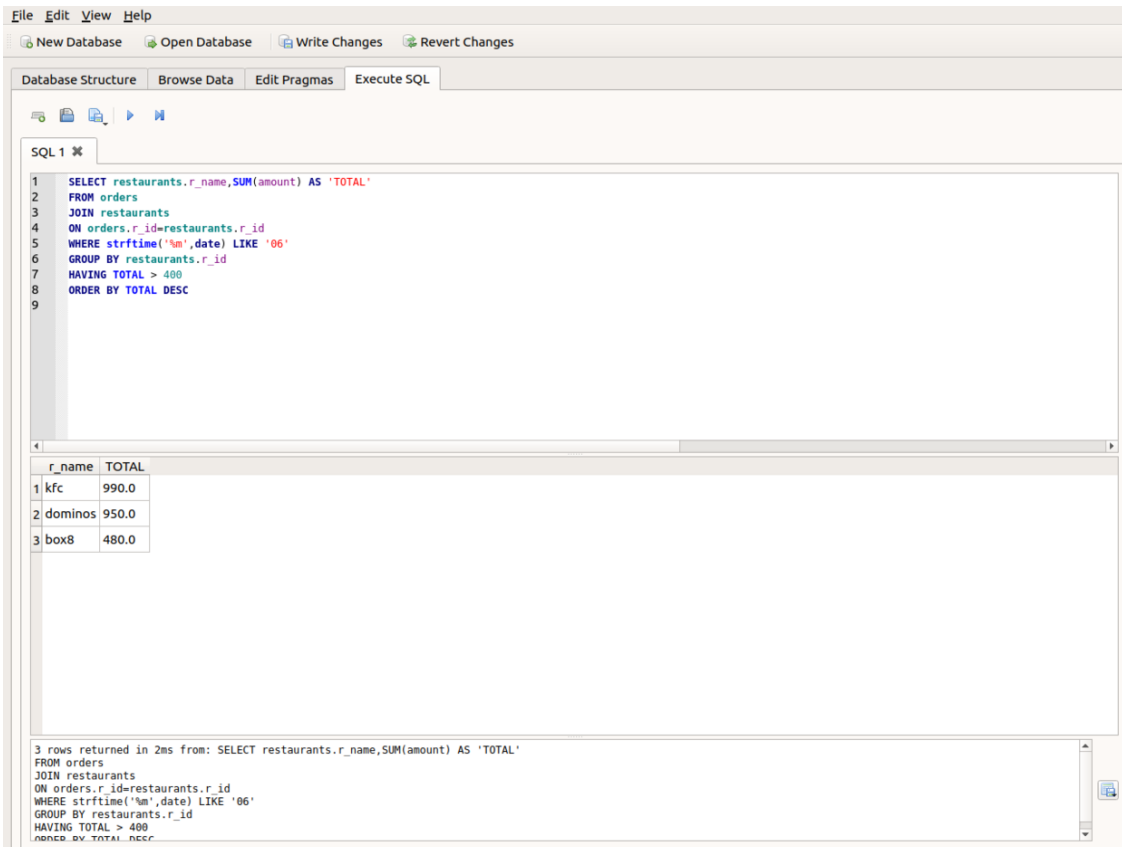 File Edit View Help
New Database Open Database Write Changes Revert Changes
Database Structure Browse Data Edit Pragmas Execute SQL
SQL 1
1 SELECT restaurants.r_name,SUM(amount) AS 'TOTAL'
2 FROM orders
3 JOIN restaurants
4 ON orders.r_id=restaurants.r_id
5 WHERE strftime('%m',date) LIKE '06'
6 GROUP BY restaurants.r_id
7 HAVING TOTAL > 400
8 ORDER BY TOTAL DESC
9
r_name TOTAL
1 kfc 990.0
2 dominos 950.0
3 box8 480.0
3 rows returned in 2ms from: SELECT restaurants.r_name,SUM(amount) AS 'TOTAL'
FROM orders
JOIN restaurants
ON orders.r_id=restaurants.r_id
WHERE strftime('%m',date) LIKE '06'
GROUP BY restaurants.r_id
HAVING TOTAL > 400
ORDER BY TOTAL DESC